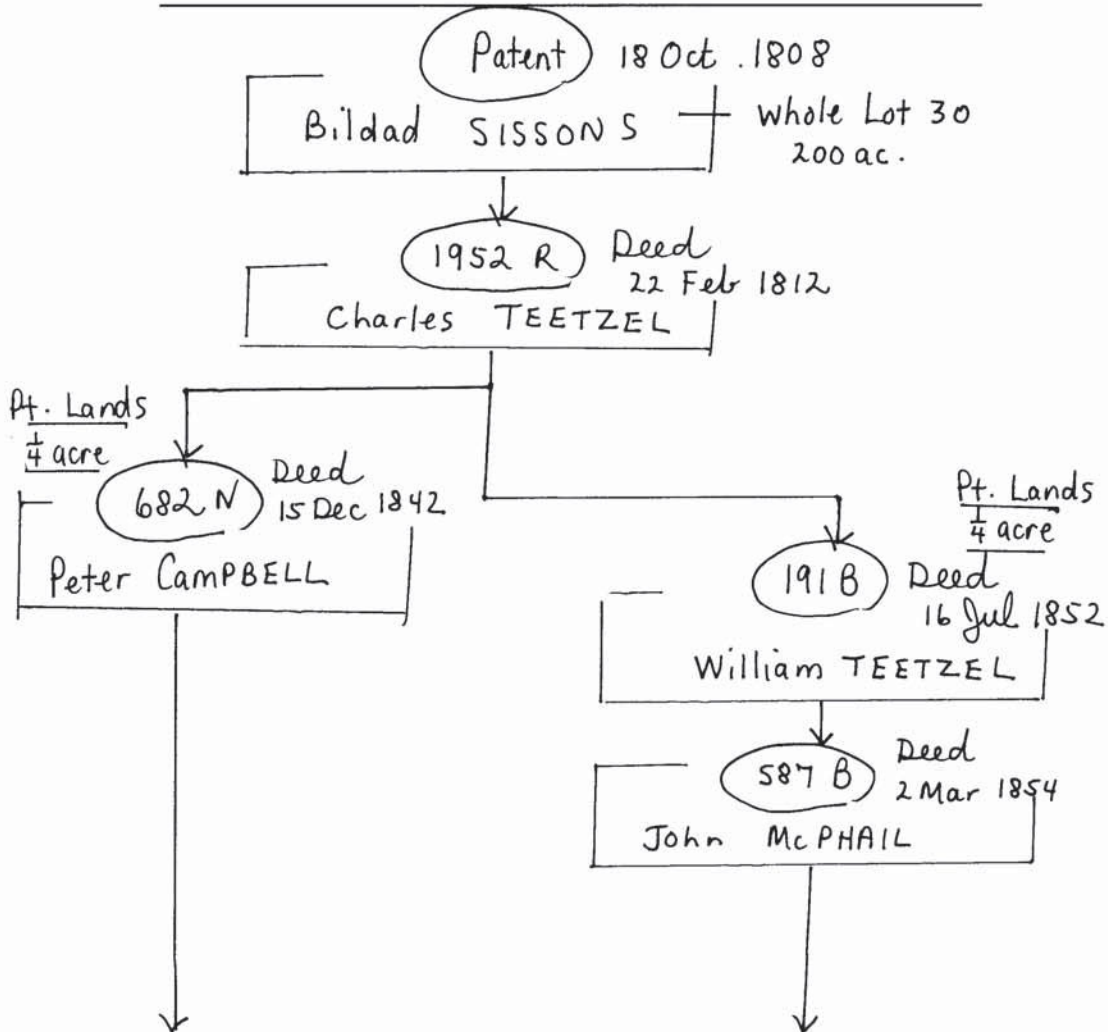 Patent 18 Oct. 1808
Bildad SISSONS
Whole Lot 30
200 ac.
1952 R Deed
22 Feb 1812
Charles TEETZEL
Pt. Lands
1/4 acre
682 N Deed
15 Dec 1842
Peter CAMPBELL
Pt. Lands
1/4 acre
191 B Deed
16 Jul 1852
William TEETZEL
587 B Deed
2 Mar 1854
John McPHAIL